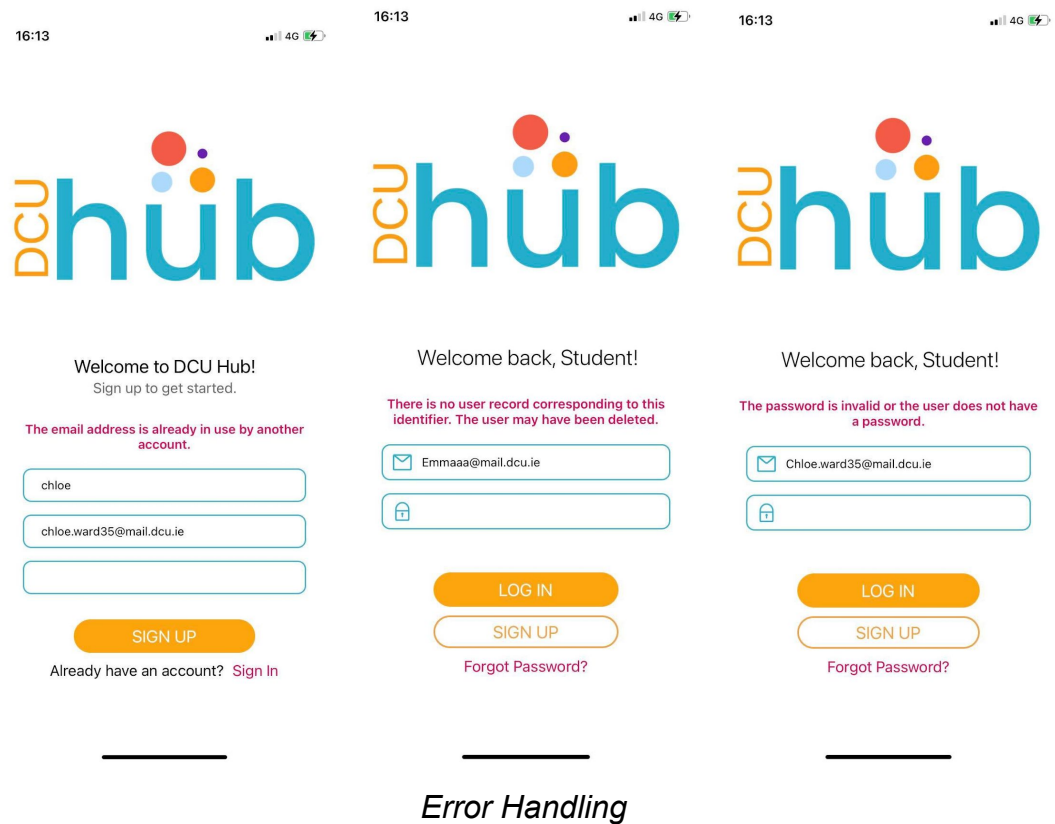 16:13
4G
DCU
hub
Welcome to DCU Hub!
Sign up to get started.
The email address is already in use by another
account.
chloe
chloe.ward35@mail.dcu.ie
SIGN UP
Already have an account? Sign In
16:13
4G
DCU
hub
Welcome back, Student!
There is no user record corresponding to this
identifier. The user may have been deleted.
Emmaaa@mail.dcu.ie
LOG IN
SIGN UP
Forgot Password?
16:13
4G
DCU
hub
Welcome back, Student!
The password is invalid or the user does not have
a password.
Chloe.ward35@mail.dcu.ie
LOG IN
SIGN UP
Forgot Password?
Error Handling